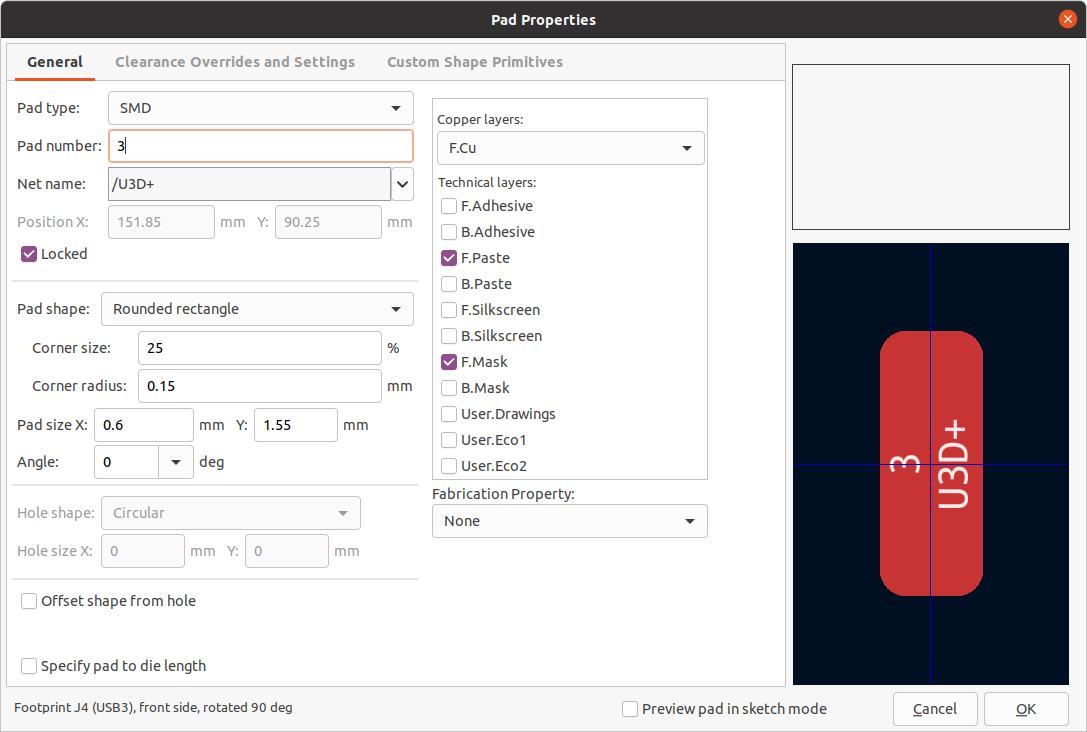 Pad Properties
General Clearance Overrides and Settings Custom Shape Primitives
Pad type: SMD
Pad number: 3
Net name: /U3D+
Position X: 151.85 mm Y: 90.25 mm
Locked
Pad shape: Rounded rectangle
Corner size: 25 %
Corner radius: 0.15 mm
Pad size X: 0.6 mm Y: 1.55 mm
Angle: 0 deg
Hole shape: Circular
Hole size X: 0 mm Y: 0 mm
Offset shape from hole
Specify pad to die length
Copper layers:
F.Cu
Technical layers:
F.Adhesive
B.Adhesive
F.Paste
B.Paste
F.Silkscreen
B.Silkscreen
F.Mask
B.Mask
User.Drawings
User.Eco1
User.Eco2
Fabrication Property:
None
3
U3D+
Footprint J4 (USB3), front side, rotated 90 deg
Preview pad in sketch mode
Cancel
OK